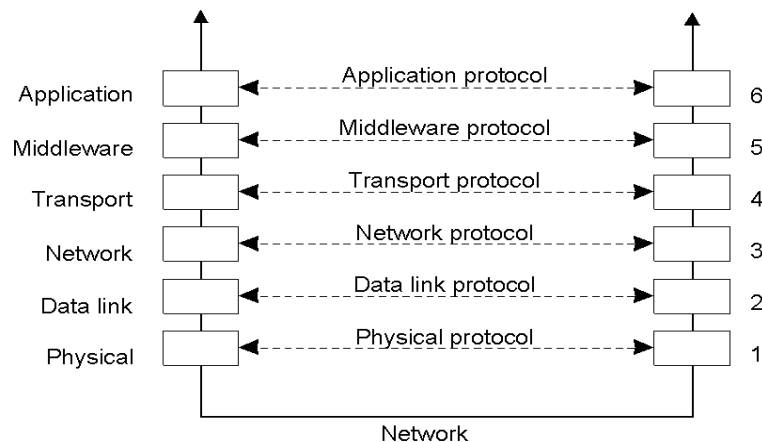 Application protocol
Application 6
Middleware protocol
Middleware 5
Transport protocol
Transport 4
Network protocol
Network 3
Data link protocol
Data link 2
Physical protocol
Physical 1
Network